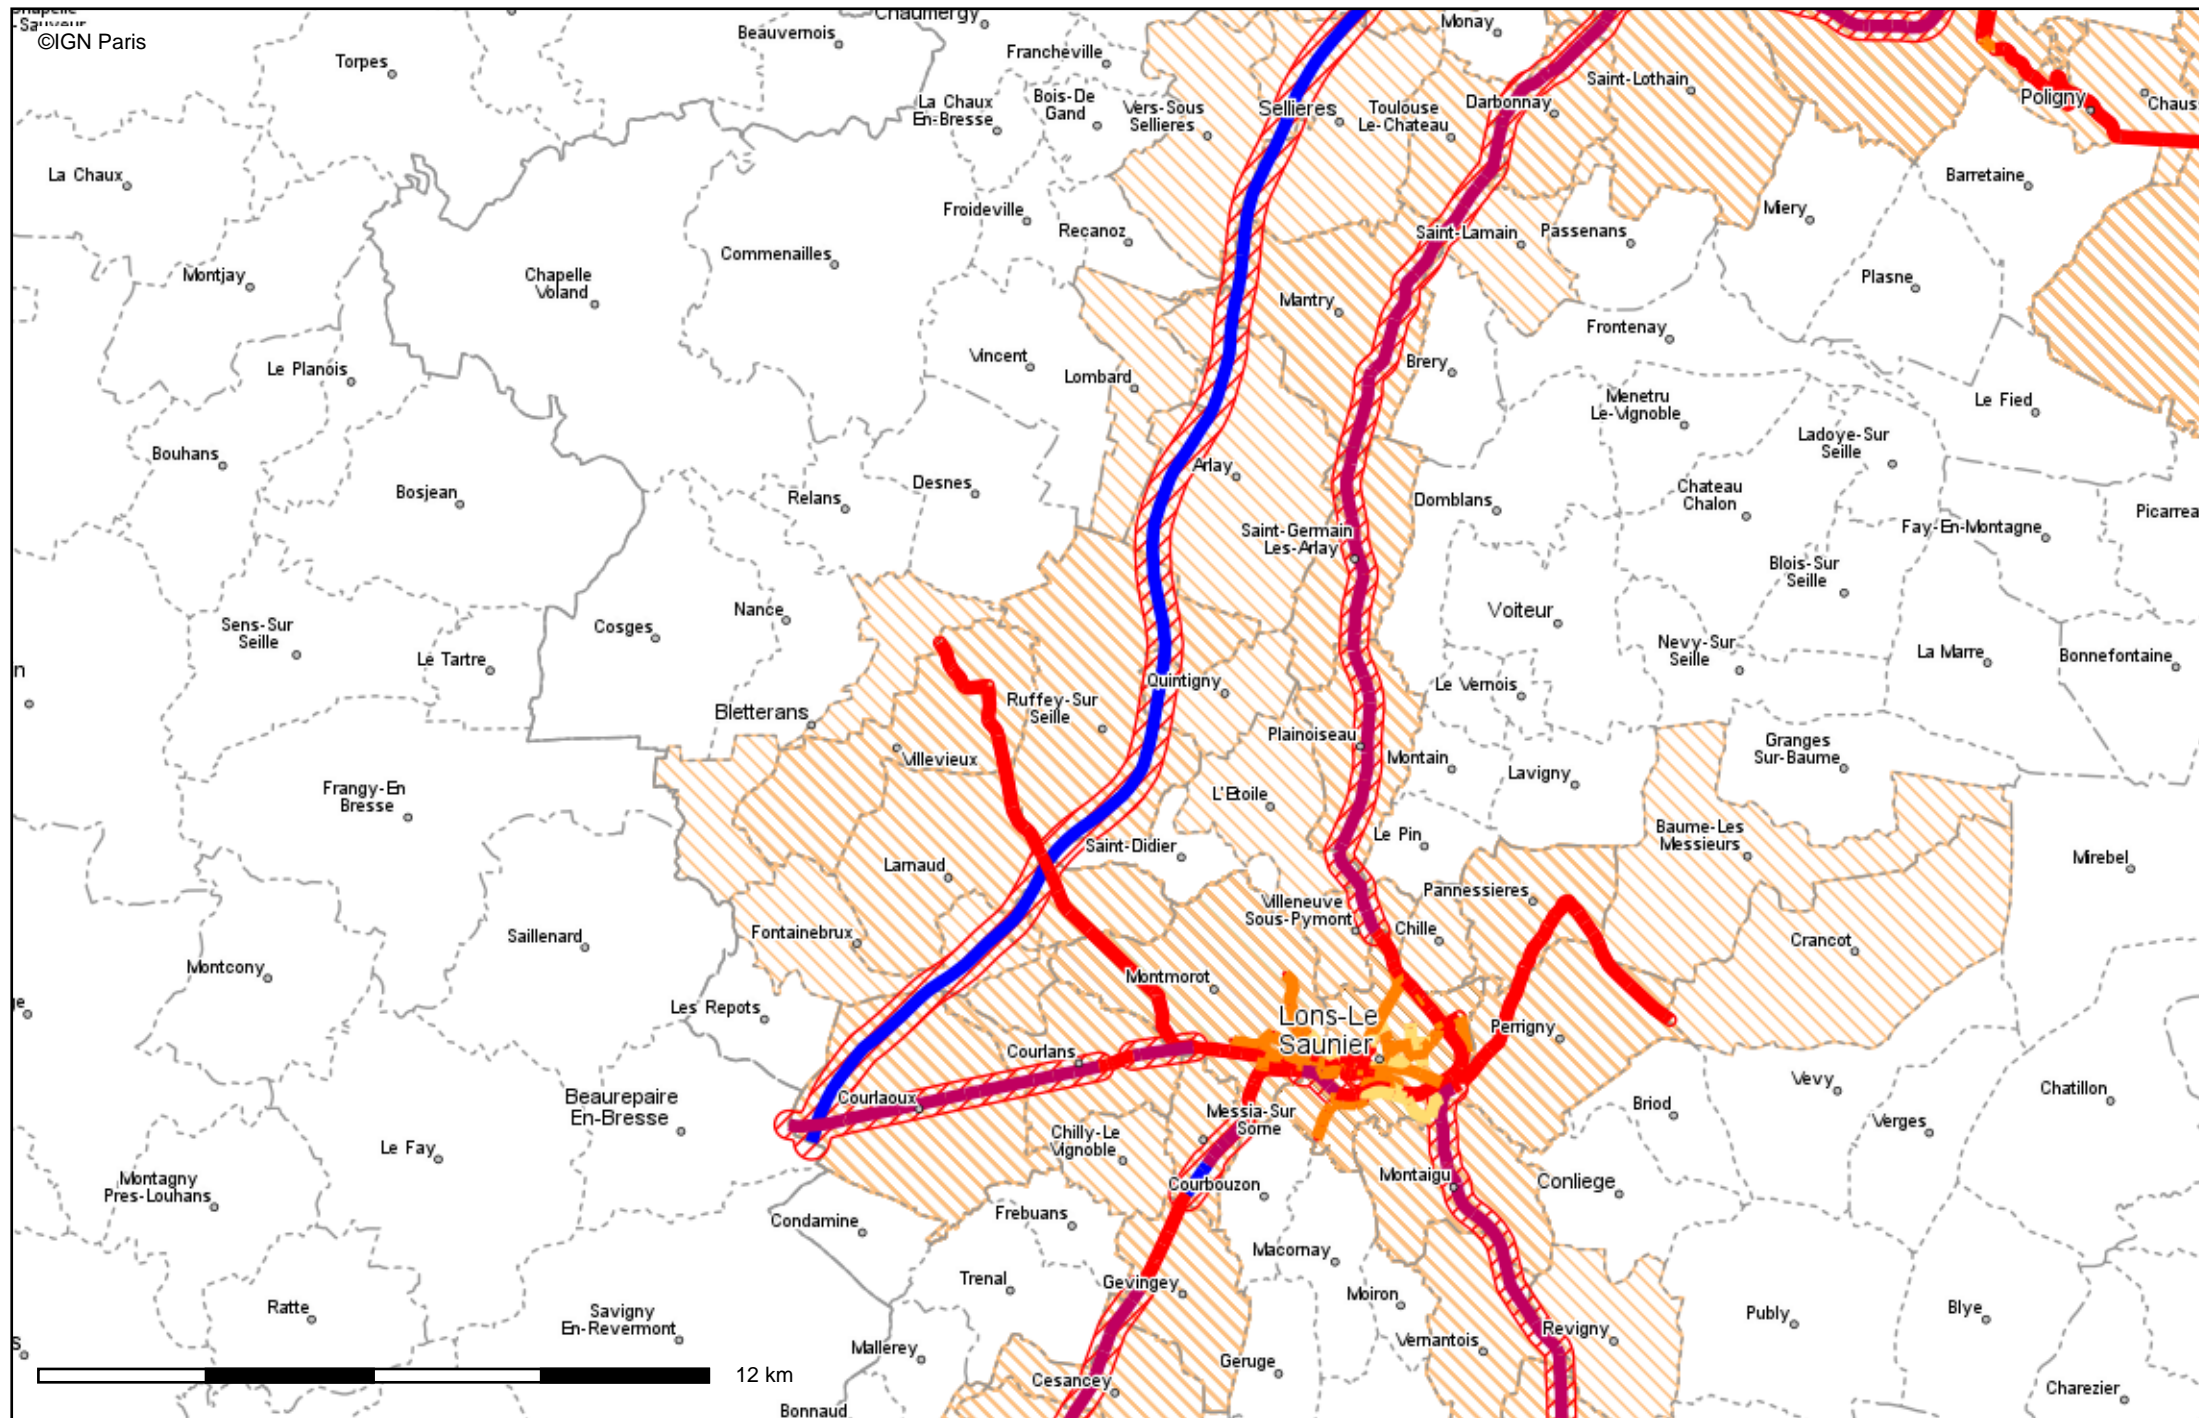 Chapelle
-Sauveur
©IGN Paris
Torpes
Beauvernois
Chaumergy
Francheville
Monay
La Chaux
En-Bresse
Bois-De
Gand
Vers-Sous
Sellieres
Sellieres
Toulouse
Le-Chateau
Darbonnay
Saint-Lothain
Poligny
Chaus
La Chaux
Froideville
Recanoz
Saint-Lamain
Passenans
Miery
Barretaine
Montjay
Chapelle
Voland
Commenailles
Mantry
Plasne
Frontenay
Le Planois
Vincent
Lombard
Brery
Menetru
Le-Vignoble
Le Fied
Ladoye-Sur
Seille
Bouhans
Bosjean
Relans
Desnes
Arlay
Domblans
Chateau
Chalon
Picarrea
Fay-En-Montagne
Saint-Germain
Les-Arlay
Blois-Sur
Seille
Sens-Sur
Seille
Le Tartre
Cosges
Nance
Voiteur
Nevy-Sur
Seille
La Marre
Bonnefontaine
n
Quintigny
Le Vernois
Bletterans
Ruffey-Sur
Seille
Villevieux
Plainoiseau
Montain
Lavigny
Granges
Sur-Baume
Frangy-En
Bresse
L'Etoile
Le Pin
Baume-Les
Messieurs
Saint-Didier
Larnaud
Mirebel
Pannessieres
Villeneuve
Sous-Pymont
Chille
Saillenard
Fontainebrux
Crancot
Montcony
Montmorot
Les Repots
Lons-Le
Saunier
Perrigny
Courlans
Courlaoux
Beaurepaire
En-Bresse
Messia-Sur
Sorne
Vevy
Briod
Verges
Chatillon
Le Fay
Chilly-Le
Vignoble
Montagny
Pres-Louhans
Montaigu
Conliege
Courbouzon
Condamine
Frebuans
Macornay
Trenal
Gevingey
Moiron
Ratte
Savigny
En-Revermont
Publy
Blye
Mallerey
Vernantois
Revigny
Geruge
Cesancey
12 km
Charezier
Bonnaud